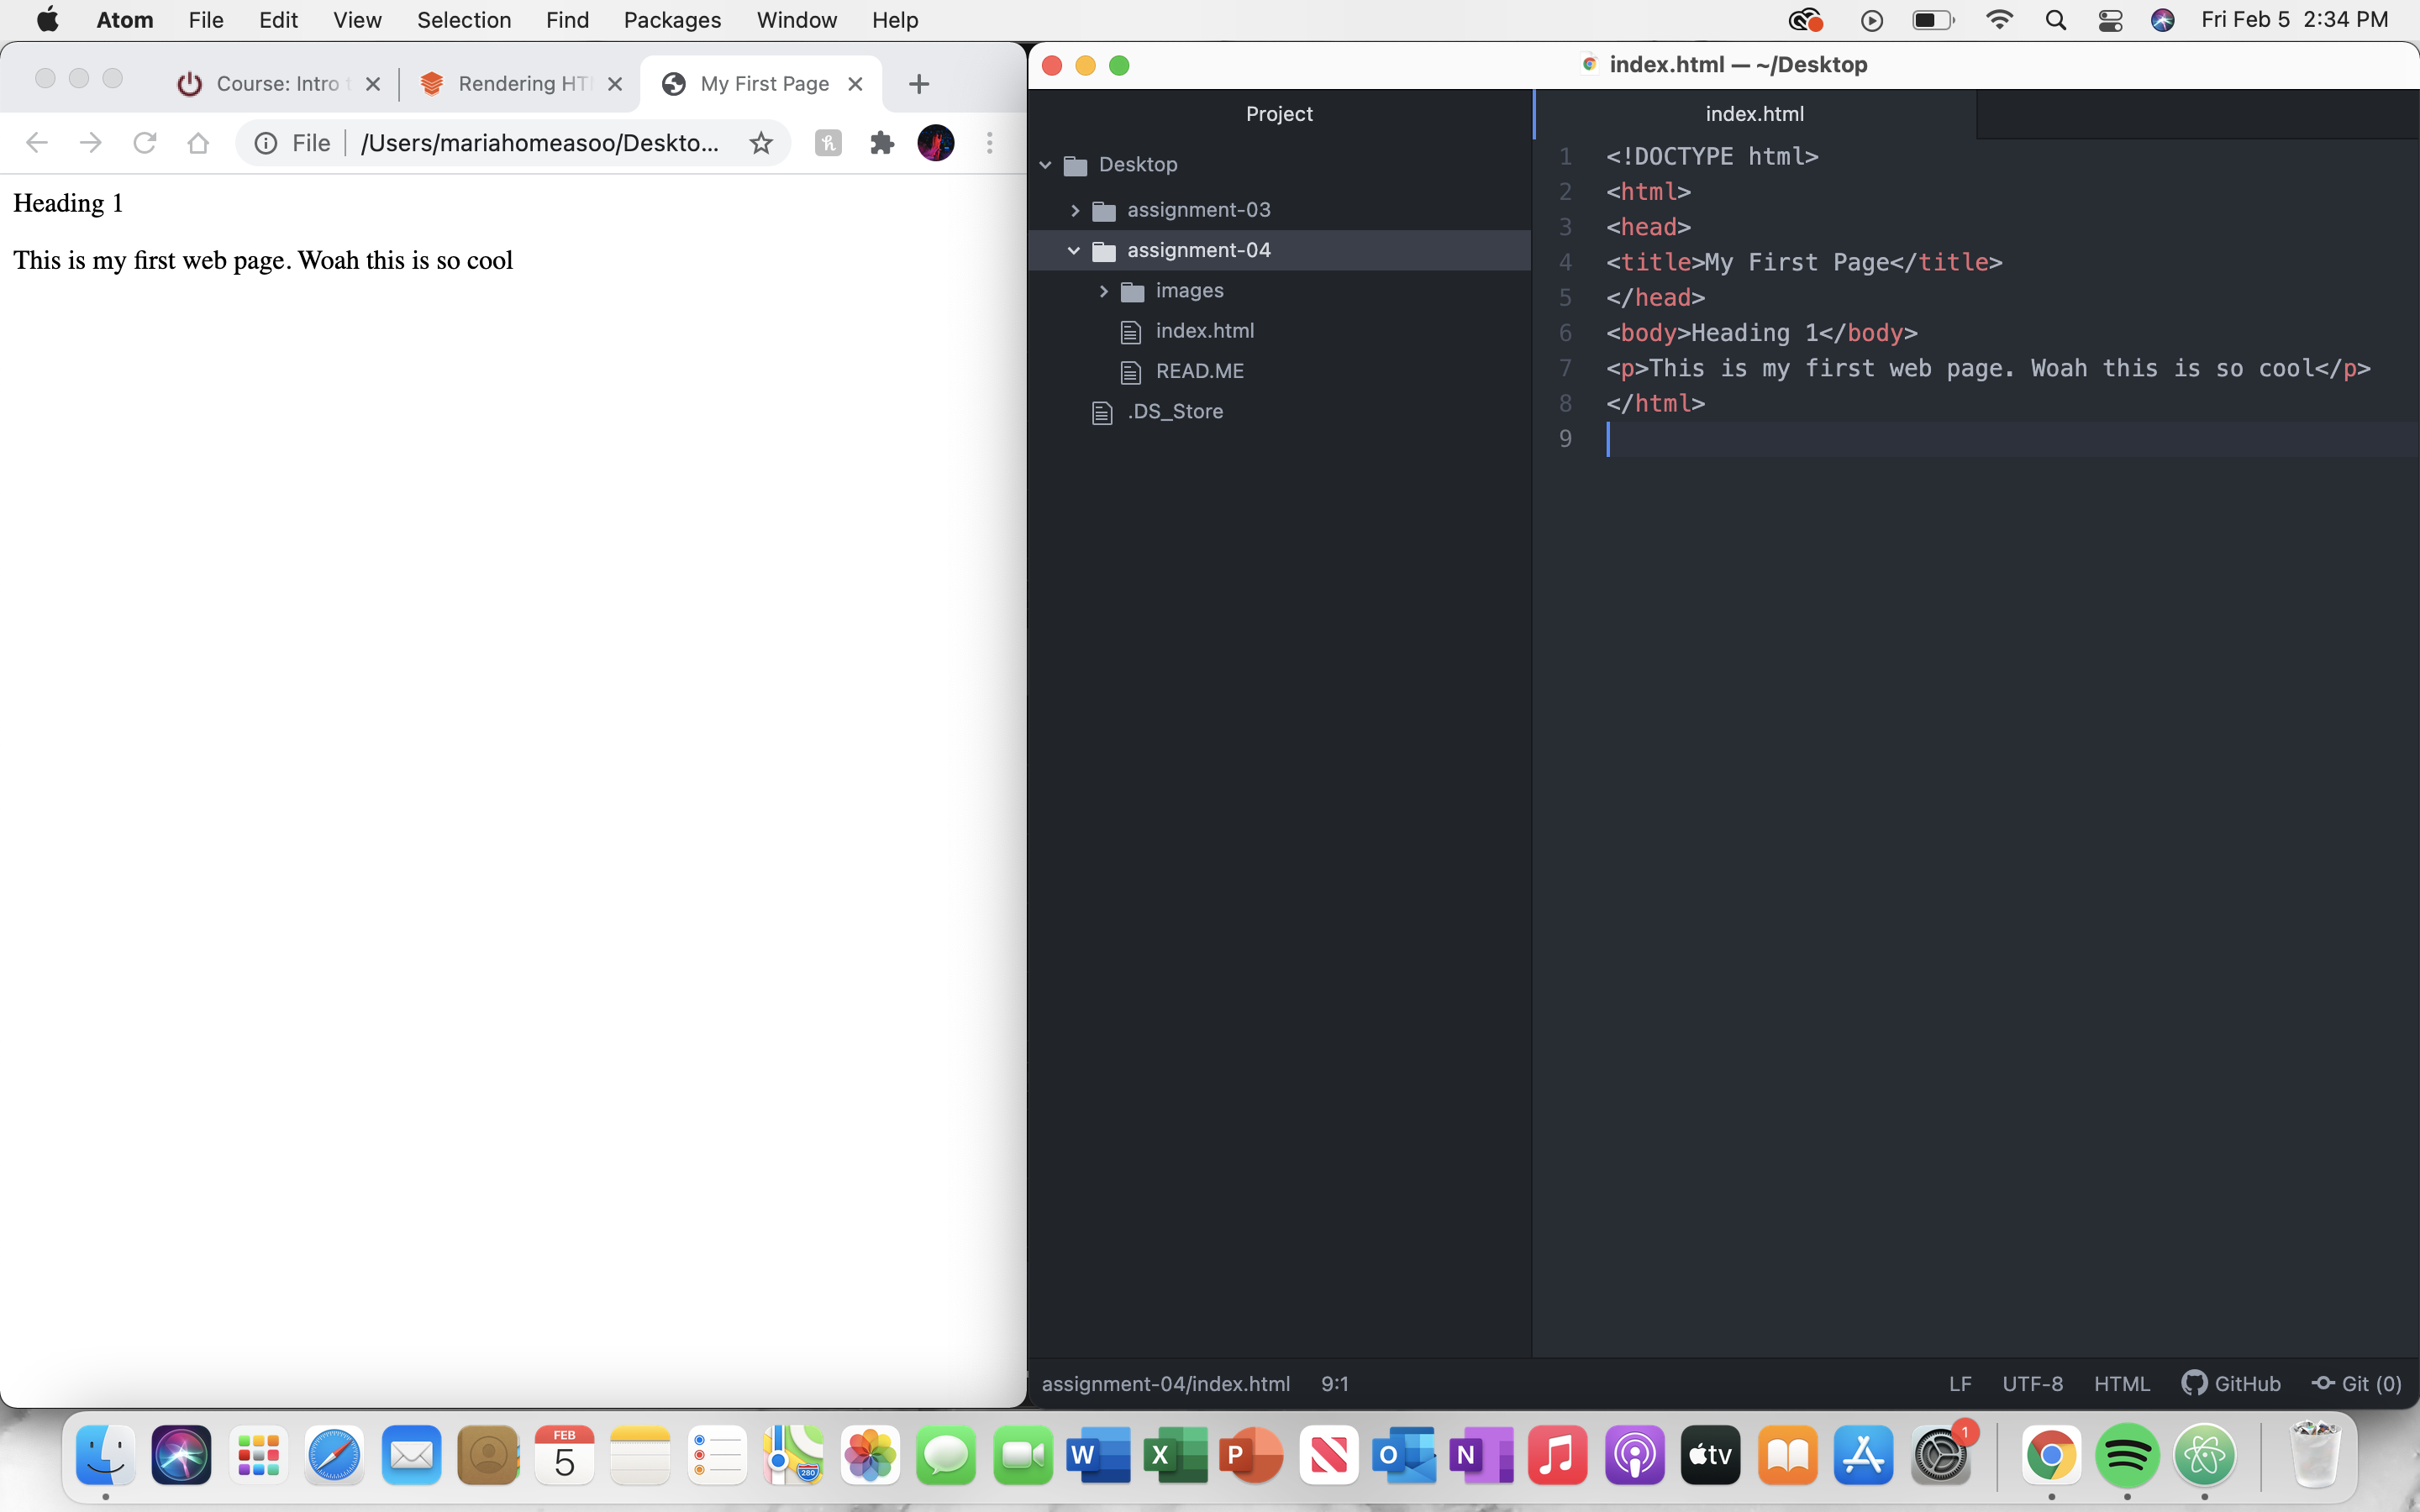 Atom File Edit View Selection Find Packages Window Help Fri Feb 5 2:34 PM
Course: Intro t Rendering HT My First Page
File /Users/mariahomeasoo/Deskto...
Heading 1
This is my first web page. Woah this is so cool
index.html — ~/Desktop
Project
Desktop
assignment-03
assignment-04
images
index.html
READ.ME
.DS_Store
index.html
1 <!DOCTYPE html>
2 <html>
3 <head>
4 <title>My First Page</title>
5 </head>
6 <body>Heading 1</body>
7 <p>This is my first web page. Woah this is so cool</p>
8 </html>
9
assignment-04/index.html 9:1 LF UTF-8 HTML GitHub Git (0)
FEB
5
280
W
X
P
O
N
tv
1